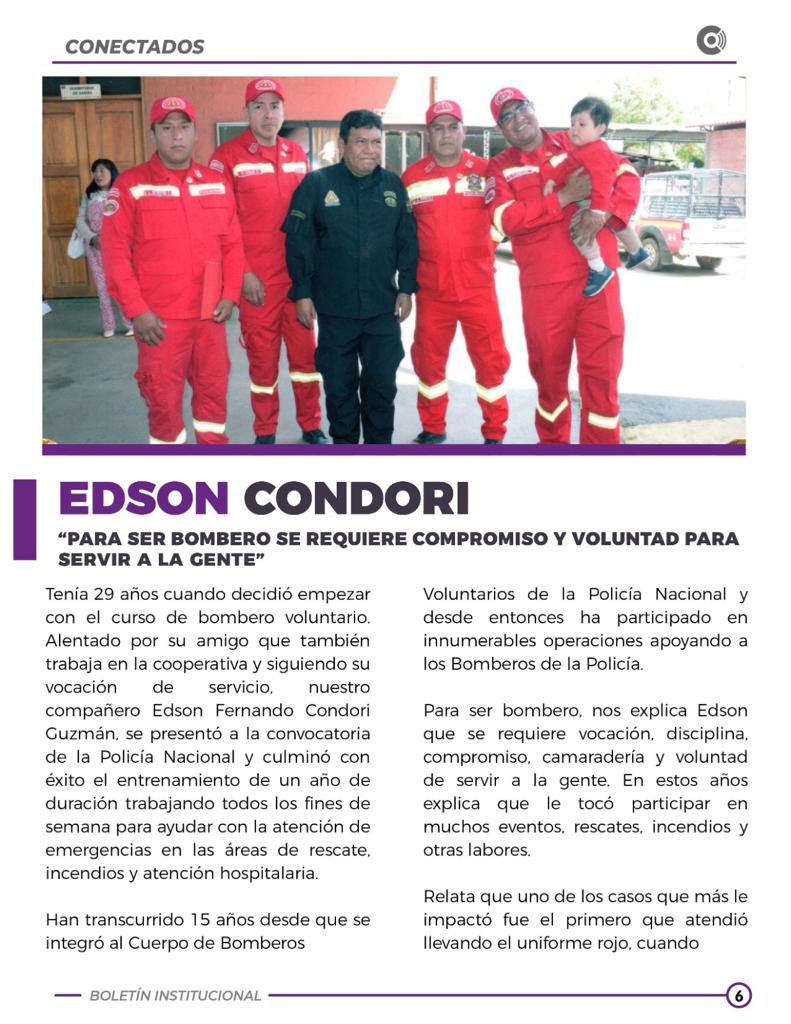 CONECTADOS
EDSON CONDORI
“PARA SER BOMBERO SE REQUIERE COMPROMISO Y VOLUNTAD PARA
SERVIR A LA GENTE”
Tenía 29 años cuando decidió empezar
con el curso de bombero voluntario.
Alentado por su amigo que también
trabaja en la cooperativa y siguiendo su
vocación de servicio, nuestro
compañero Edson Fernando Condori
Guzmán, se presentó a la convocatoria
de la Policía Nacional y culminó con
éxito el entrenamiento de un año de
duración trabajando todos los fines de
semana para ayudar con la atención de
emergencias en las áreas de rescate,
incendios y atención hospitalaria.
Han transcurrido 15 años desde que se
integró al Cuerpo de Bomberos
Voluntarios de la Policía Nacional y
desde entonces ha participado en
innumerables operaciones apoyando a
los Bomberos de la Policía.
Para ser bombero, nos explica Edson
que se requiere vocación, disciplina,
compromiso, camaradería y voluntad
de servir a la gente. En estos años
explica que le tocó participar en
muchos eventos, rescates, incendios y
otras labores.
Relata que uno de los casos que más le
impactó fue el primero que atendió
llevando el uniforme rojo, cuando
BOLETÍN INSTITUCIONAL
6